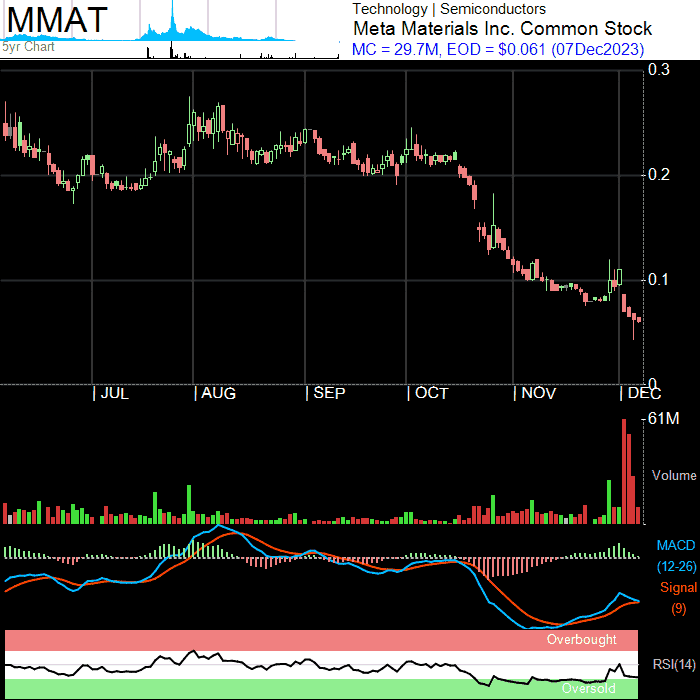 MMAT
5yr Chart
Technology | Semiconductors
Meta Materials Inc. Common Stock
MC = 29.7M, EOD = $0.061 (07Dec2023)
0.3
0.2
0.1
0
JUL AUG SEP OCT NOV DEC
61M
Volume
MACD
(12-26)
Signal
(9)
Overbought
RSI(14)
Oversold